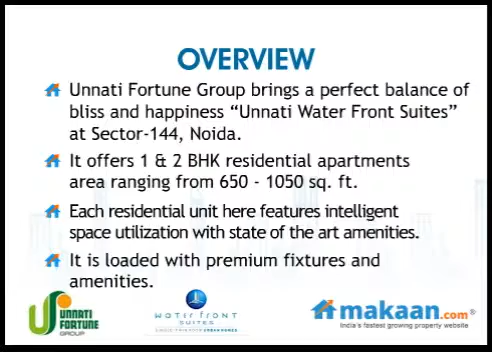 OVERVIEW
Unnati Fortune Group brings a perfect balance of
bliss and happiness “Unnati Water Front Suites”
at Sector-144, Noida.
It offers 1 & 2 BHK residential apartments
area ranging from 650 - 1050 sq. ft.
Each residential unit here features intelligent
space utilization with state of the art amenities.
It is loaded with premium fixtures and
amenities.
UNNATI
FORTUNE
GROUP
water front
SUITES
makaan.com®
India's fastest growing property website